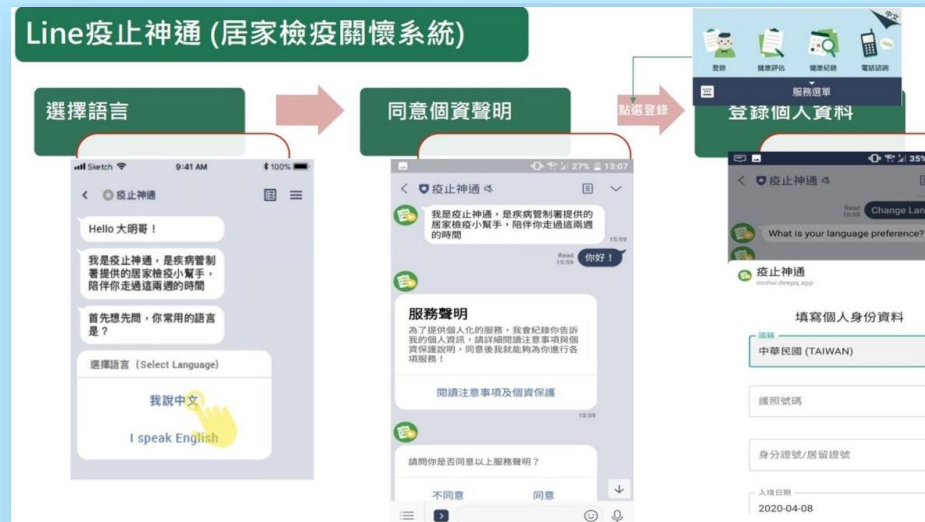 Line疫止神通 (居家檢疫關懷系統)
中文
登錄
健康評估
健康紀錄
電話諮詢
服務選單
選擇語言
同意個資聲明
點選登錄
登錄個人資料
Sketch
9:41 AM
100%
疫止神通
Hello 大明哥！
我是疫止神通，是疾病管制
署提供的居家檢疫小幫手，
陪伴你走過這兩週的時間
首先想先問，你常用的語言
是？
選擇語言（Select Language）
我說中文
I speak English
27%
13:07
疫止神通
我是疫止神通，是疾病管制署提供的
居家檢疫小幫手，陪伴你走過這兩週
的時間
15:59
Read
15:59
你好！
服務聲明
為了提供個人化的服務，我會紀錄你告訴
我的個人資訊，請詳細閱讀注意事項與個
資保護說明，同意後我就能夠為你進行各
項服務！
閱讀注意事項及個資保護
15:59
請問你是否同意以上服務聲明？
不同意
同意
35%
疫止神通
Read
Change Lan
What is your language preference?
疫止神通
mohw.deepq.app
填寫個人身份資料
國籍
中華民國 (TAIWAN)
護照號碼
身分證號/居留證號
入境日期
2020-04-08